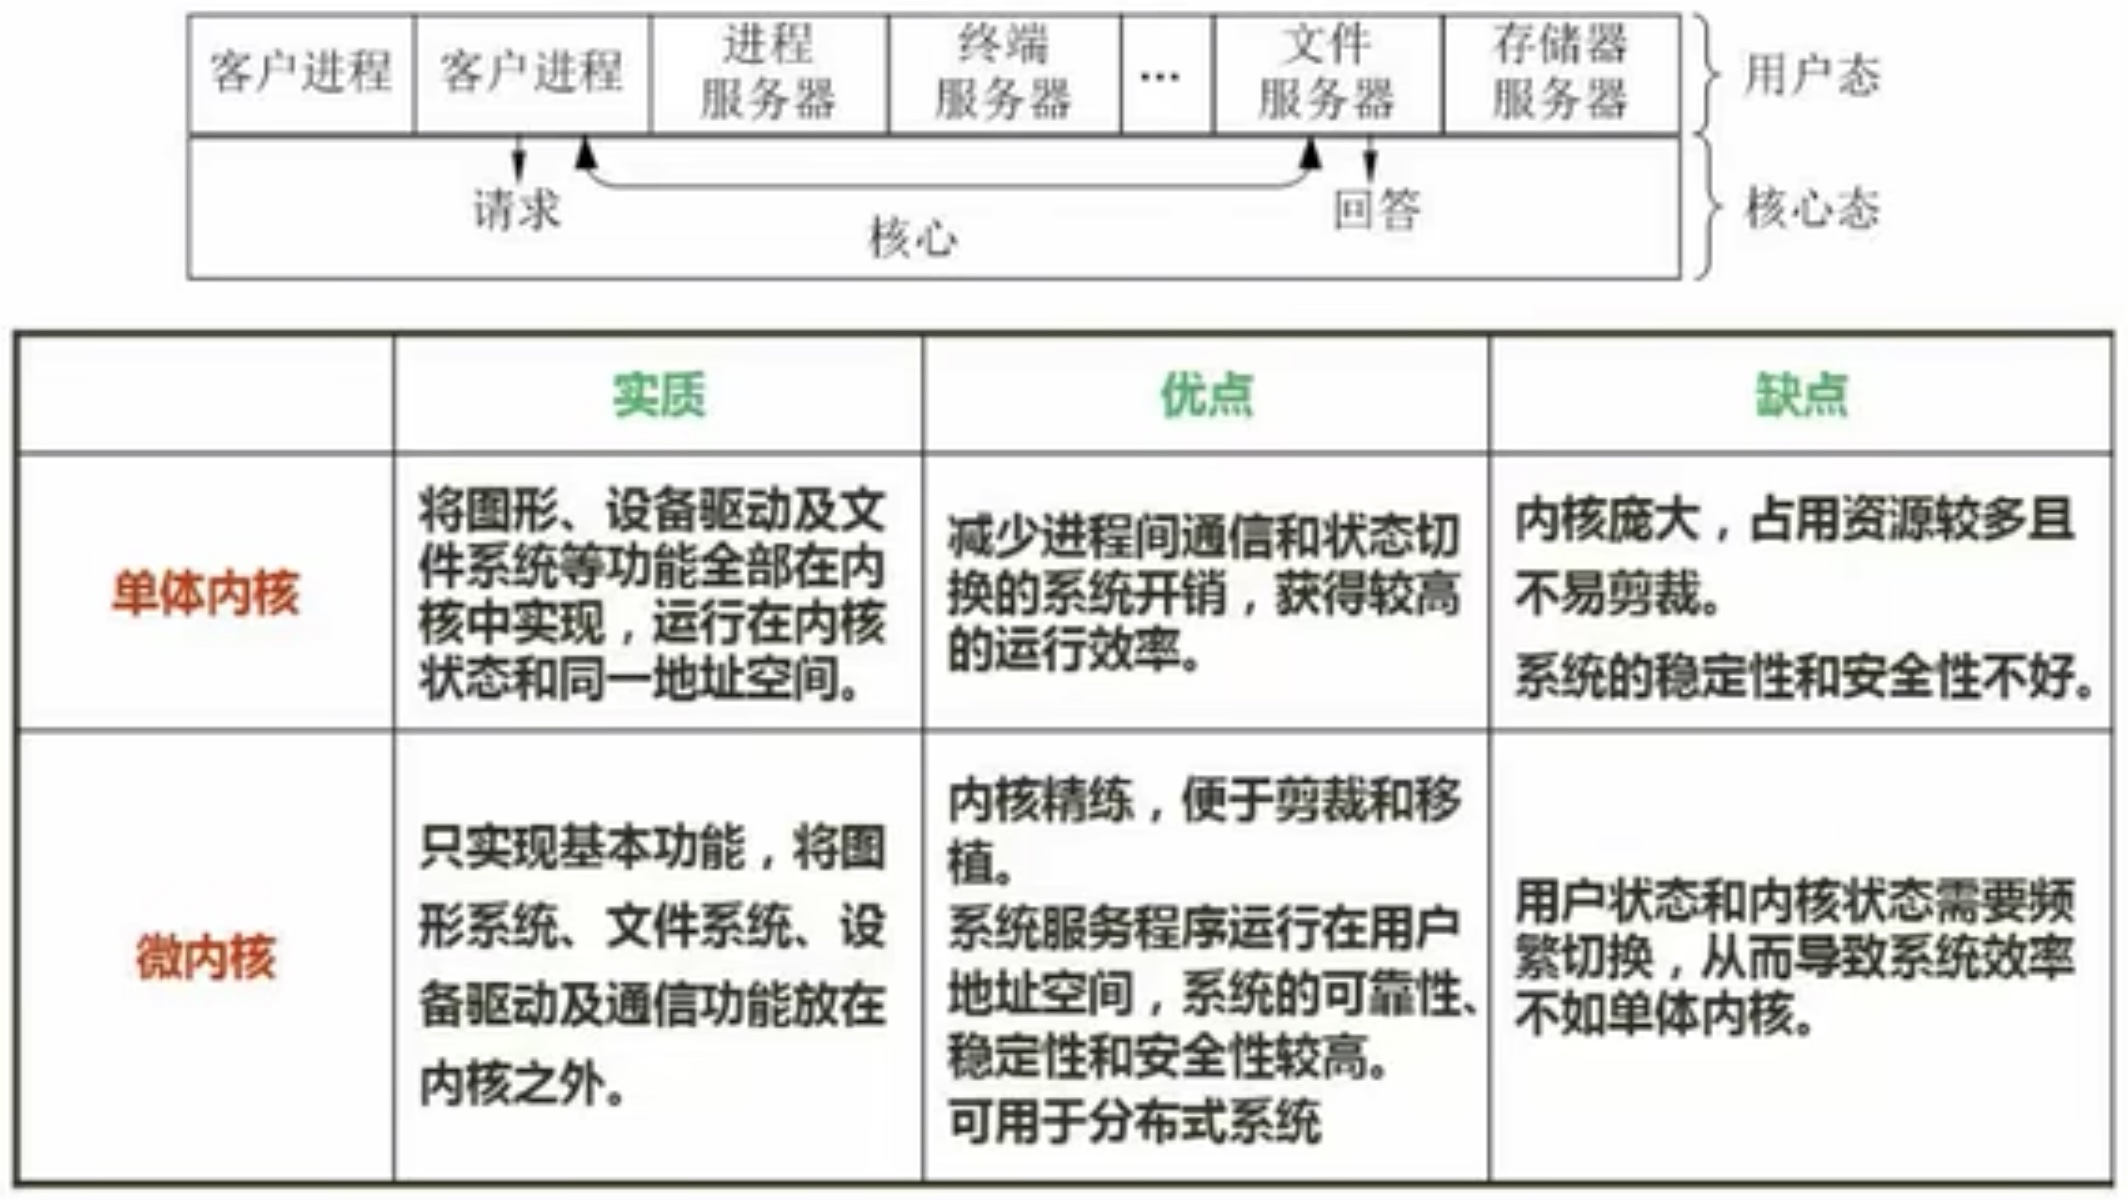 客户进程
客户进程
进程
服务器
终端
服务器
...
文件
服务器
存储器
服务器
用户态
请求
核心
回答
核心态
实质
优点
缺点
单体内核
将图形、设备驱动及文
件系统等功能全部在内
核中实现，运行在内核
状态和同一地址空间。
减少进程间通信和状态切
换的系统开销，获得较高
的运行效率。
内核庞大，占用资源较多且
不易剪裁。
系统的稳定性和安全性不好。
微内核
只实现基本功能，将图
形系统、文件系统、设
备驱动及通信功能放在
内核之外。
内核精练，便于剪裁和移
植。
系统服务程序运行在用户
地址空间，系统的可靠性、
稳定性和安全性较高。
可用于分布式系统
用户状态和内核状态需要频
繁切换，从而导致系统效率
不如单体内核。